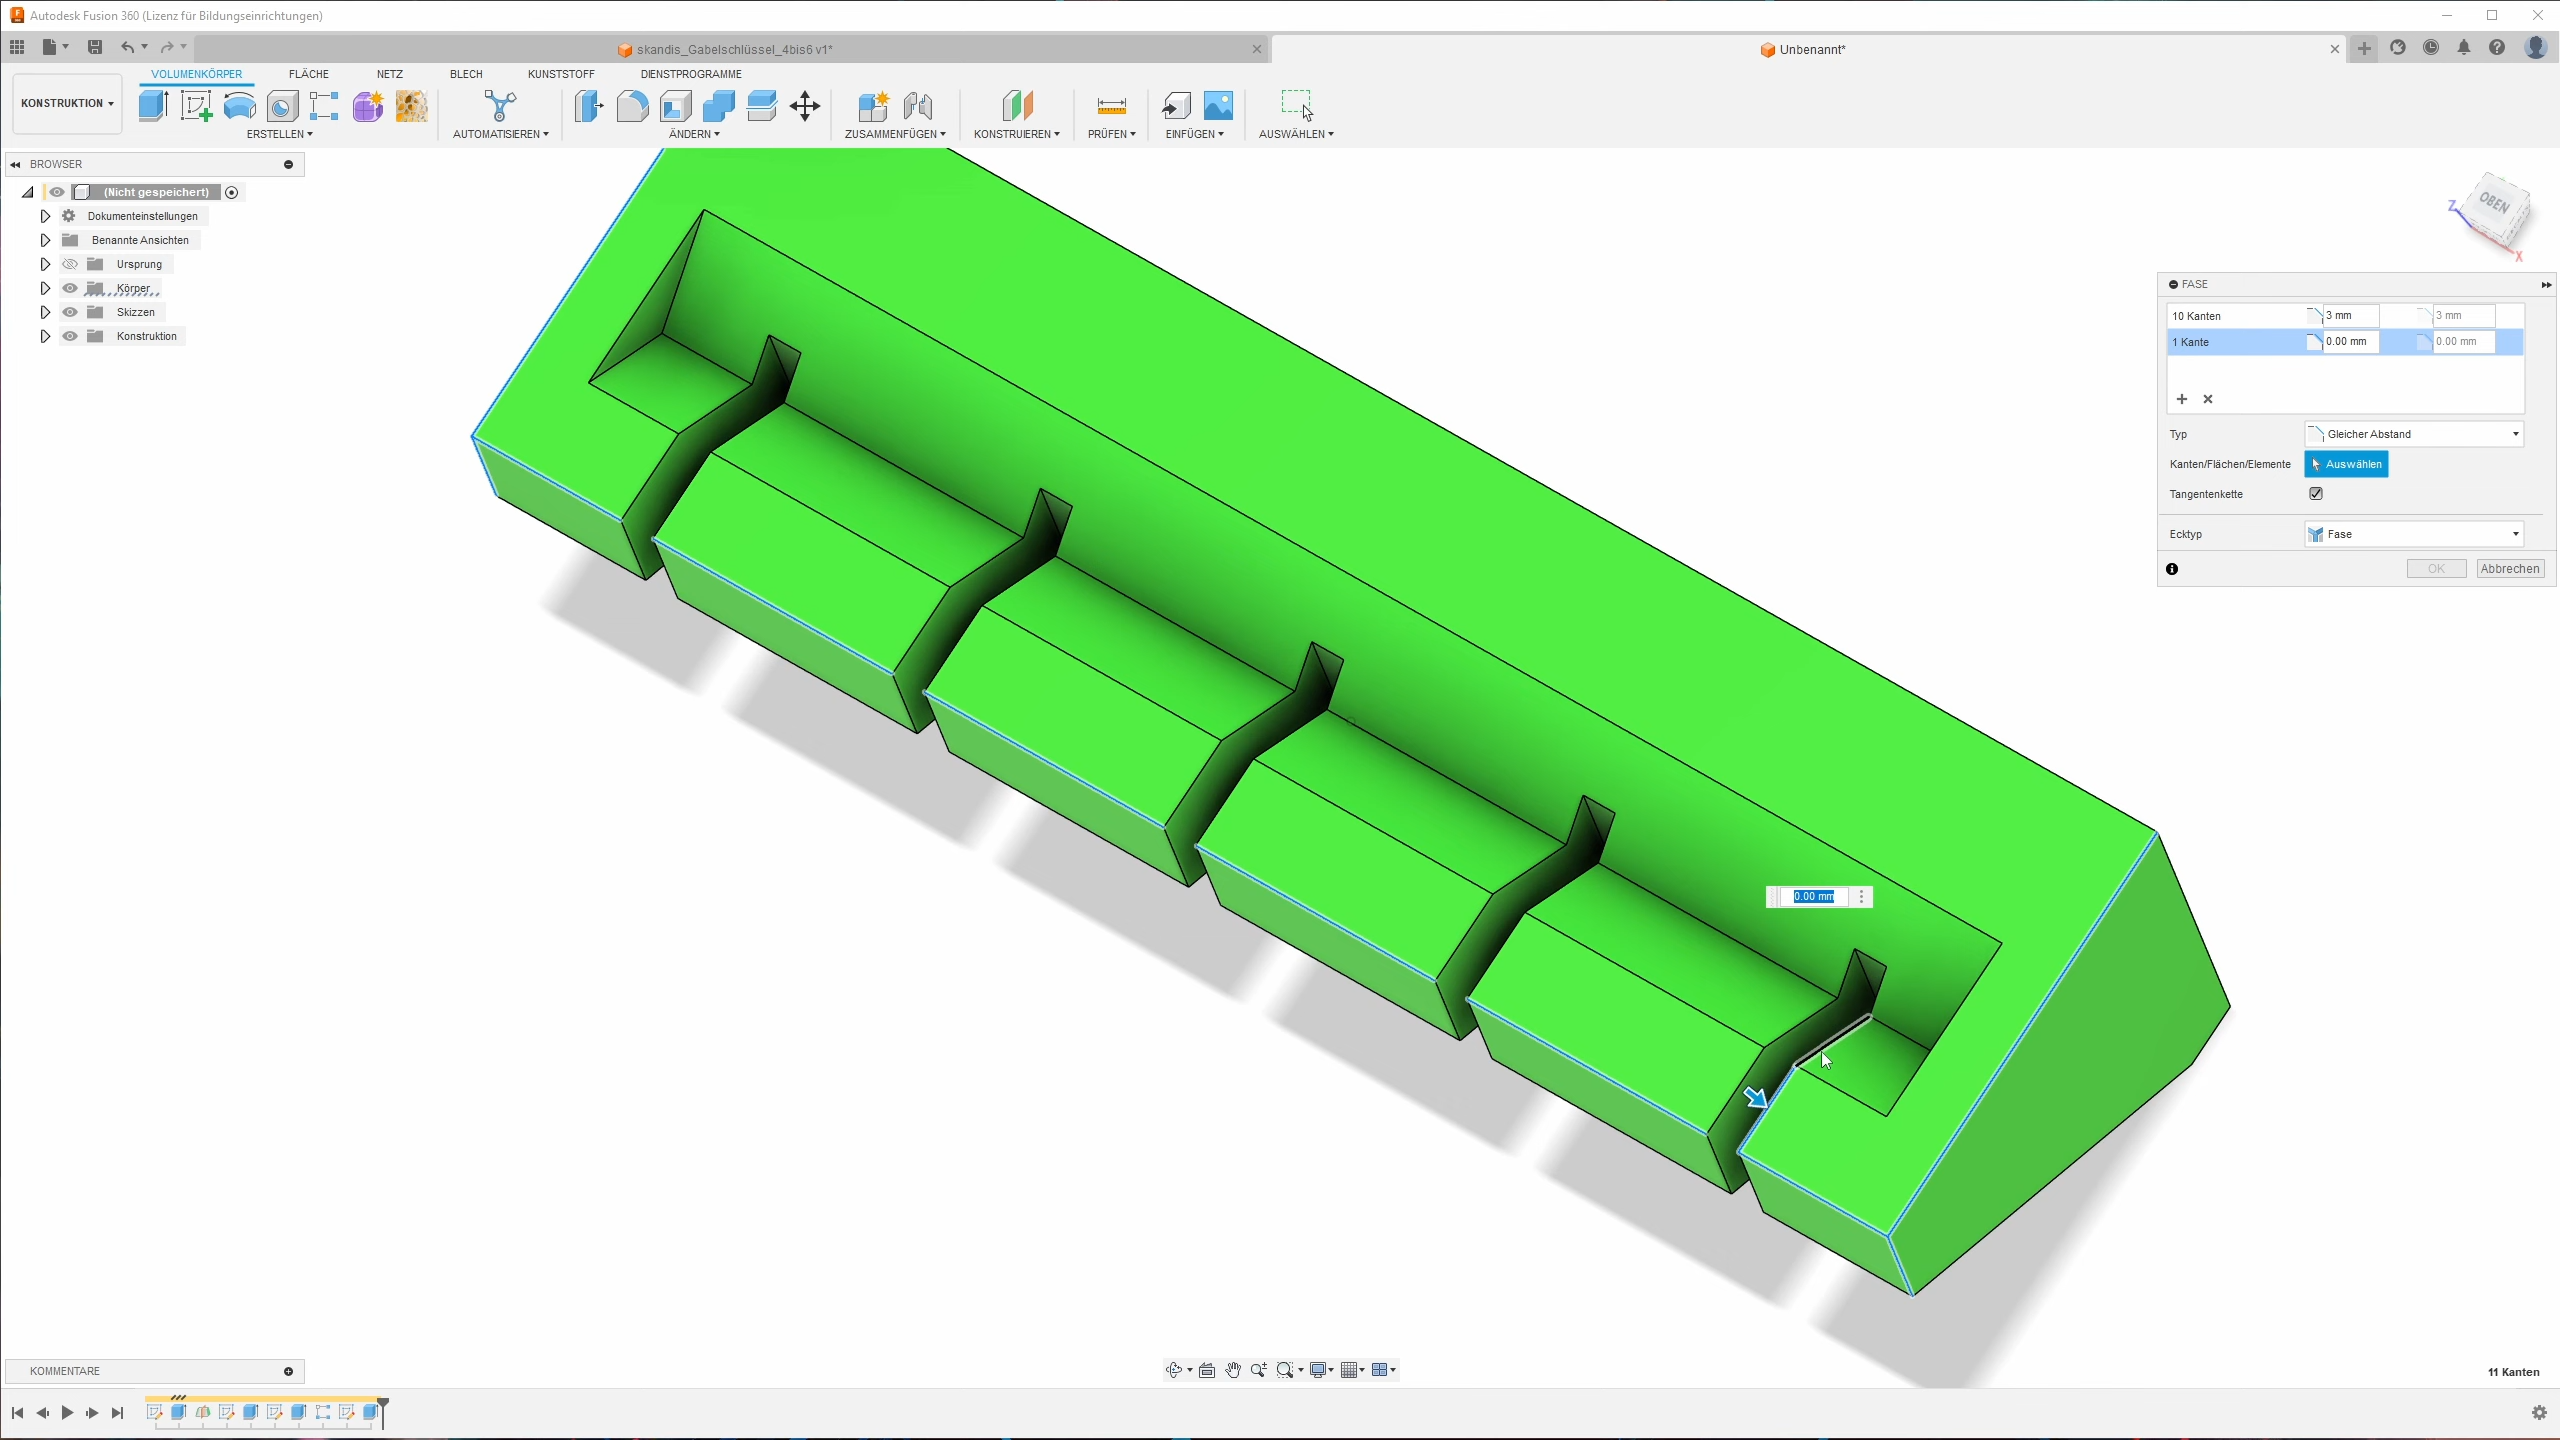 Autodesk Fusion 360 (Lizenz für Bildungseinrichtungen)
skandis_Gabelschlüssel_4bis6 v1*
Unbenannt*
KONSTRUKTION
VOLUMENKÖRPER
FLÄCHE
NETZ
BLECH
KUNSTSTOFF
DIENSTPROGRAMME
ERSTELLEN
AUTOMATISIEREN
ÄNDERN
ZUSAMMENFÜGEN
KONSTRUIEREN
PRÜFEN
EINFÜGEN
AUSWÄHLEN
BROWSER
(Nicht gespeichert)
Dokumenteinstellungen
Benannte Ansichten
Ursprung
Körper
Skizzen
Konstruktion
OBEN
Z
X
FASE
10 Kanten 3 mm 3 mm
1 Kante 0.00 mm 0.00 mm
Typ Gleicher Abstand
Kanten/Flächen/Elemente Auswählen
Tangentenkette
Ecktyp Fase
OK Abbrechen
0.00 mm
KOMMENTARE
11 Kanten